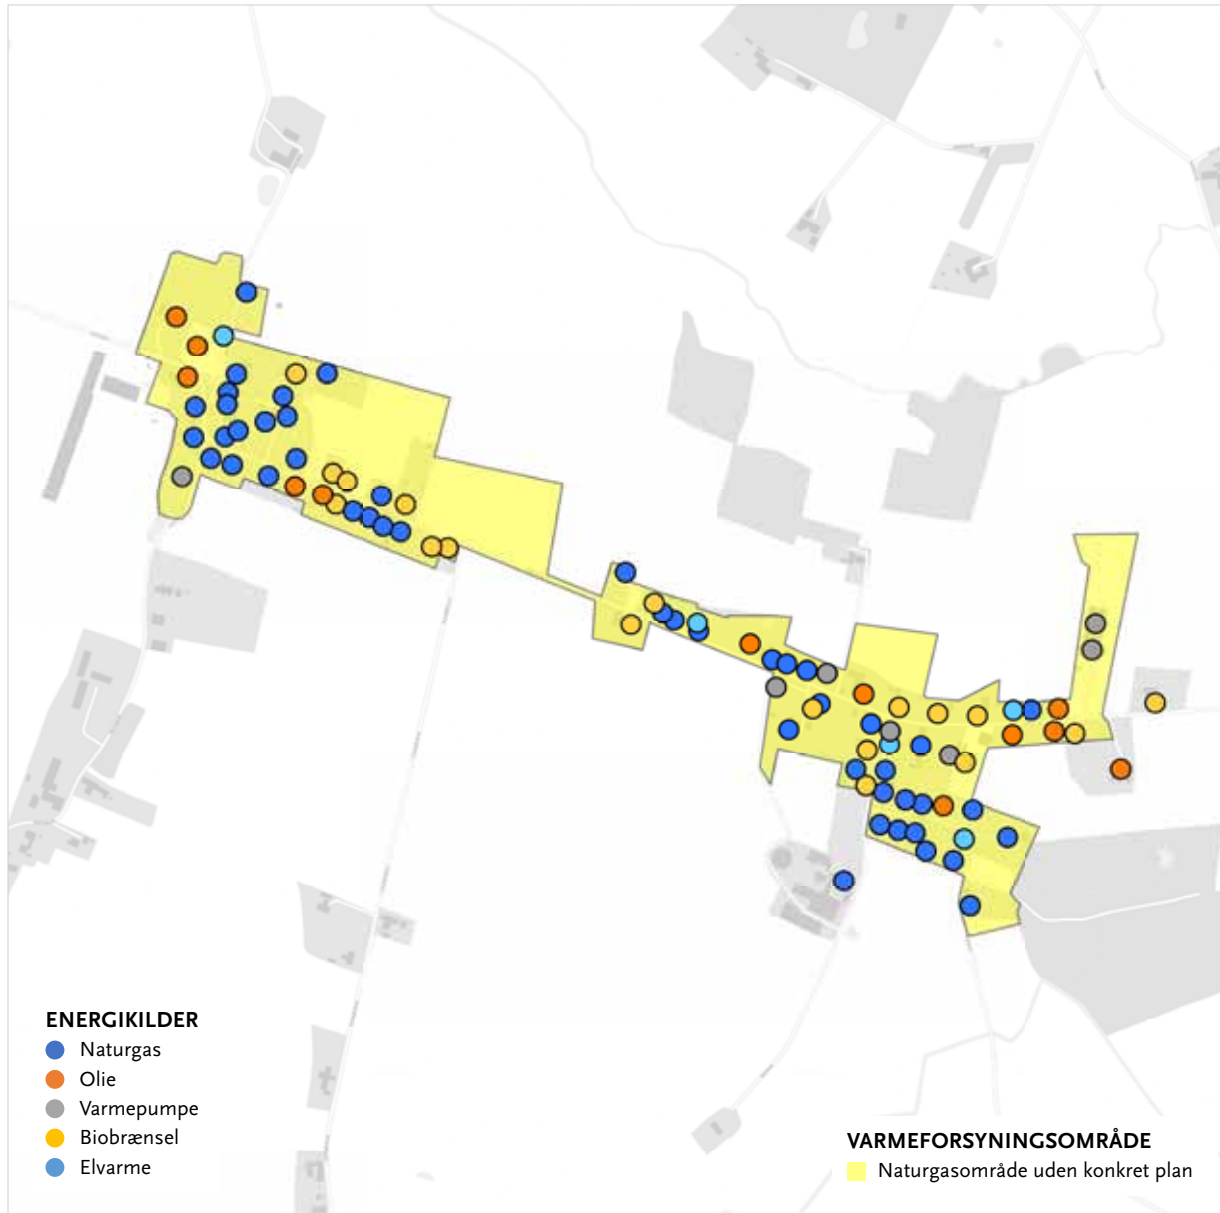 ENERGIKILDER
Naturgas
Olie
Varmepumpe
Biobrænsel
Elvarme
VARMEFORSYNINGSOMRÅDE
Naturgasområde uden konkret plan